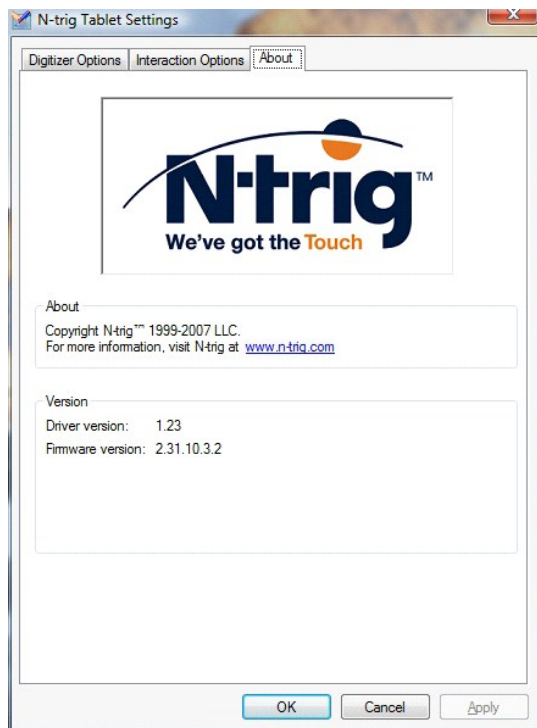 N-trig Tablet Settings
X
Digitizer Options Interaction Options About
N-trig™
We've got the Touch
About
Copyright N-trig™ 1999-2007 LLC.
For more information, visit N-trig at www.n-trig.com
Version
Driver version: 1.23
Firmware version: 2.31.10.3.2
OK Cancel Apply